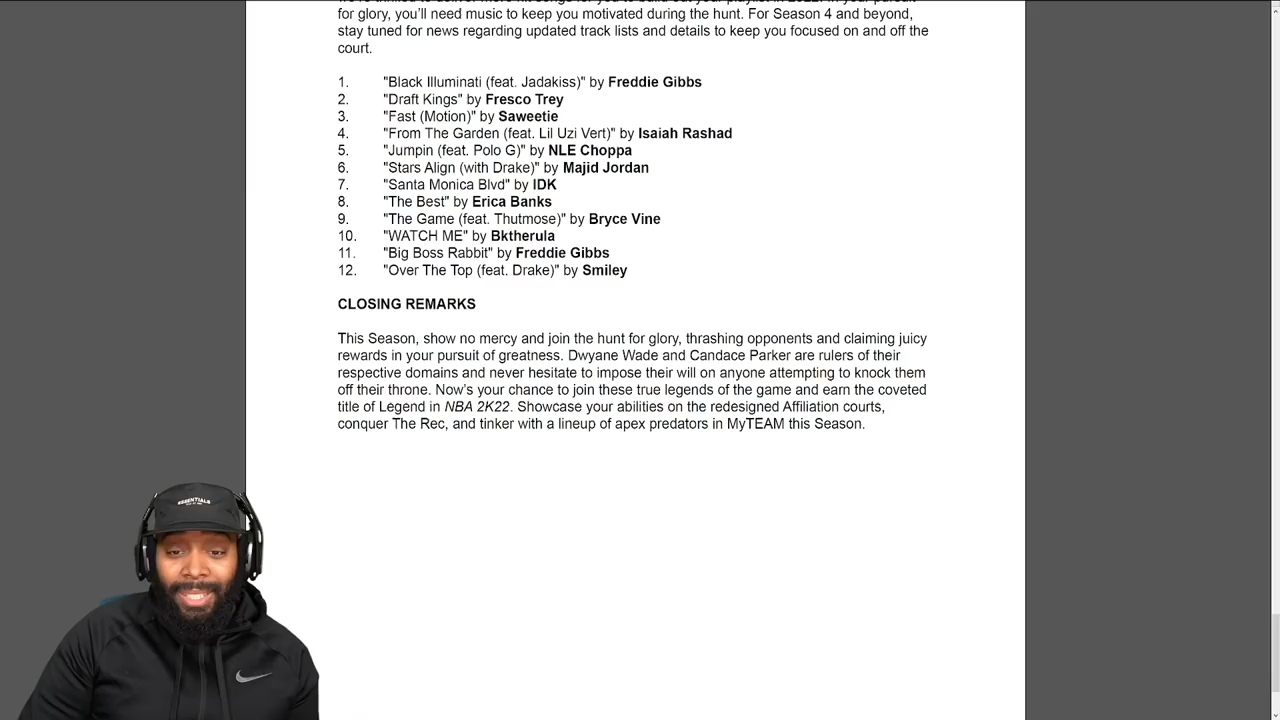 for glory, you'll need music to keep you motivated during the hunt. For Season 4 and beyond,
stay tuned for news regarding updated track lists and details to keep you focused on and off the
court.
1. "Black Illuminati (feat. Jadakiss)" by Freddie Gibbs
2. "Draft Kings" by Fresco Trey
3. "Fast (Motion)" by Saweetie
4. "From The Garden (feat. Lil Uzi Vert)" by Isaiah Rashad
5. "Jumpin (feat. Polo G)" by NLE Choppa
6. "Stars Align (with Drake)" by Majid Jordan
7. "Santa Monica Blvd" by IDK
8. "The Best" by Erica Banks
9. "The Game (feat. Thutmose)" by Bryce Vine
10. "WATCH ME" by Bktherula
11. "Big Boss Rabbit" by Freddie Gibbs
12. "Over The Top (feat. Drake)" by Smiley
CLOSING REMARKS
This Season, show no mercy and join the hunt for glory, thrashing opponents and claiming juicy
rewards in your pursuit of greatness. Dwyane Wade and Candace Parker are rulers of their
respective domains and never hesitate to impose their will on anyone attempting to knock them
off their throne. Now's your chance to join these true legends of the game and earn the coveted
title of Legend in NBA 2K22. Showcase your abilities on the redesigned Affiliation courts,
conquer The Rec, and tinker with a lineup of apex predators in MyTEAM this Season.
ESSENTIALS